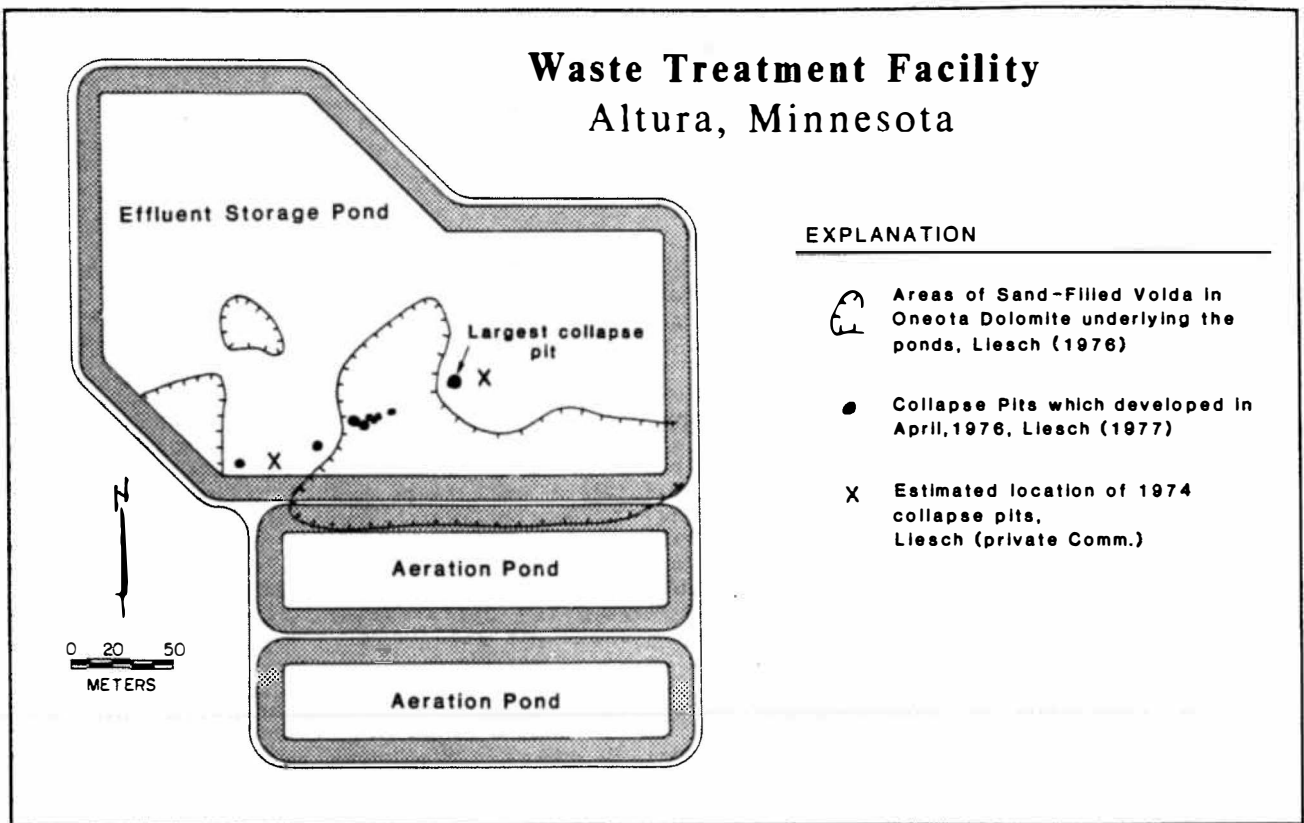 Waste Treatment Facility
Altura, Minnesota
Effluent Storage Pond
Largest collapse
pit
Aeration Pond
Aeration Pond
N
0 20 50
METERS
EXPLANATION
Areas of Sand-Filled Volda in
Oneota Dolomite underlying the
ponds, Liesch (1976)
Collapse Pits which developed in
April,1976, Liesch (1977)
X Estimated location of 1974
collapse pits,
Liesch (private Comm.)
X
X